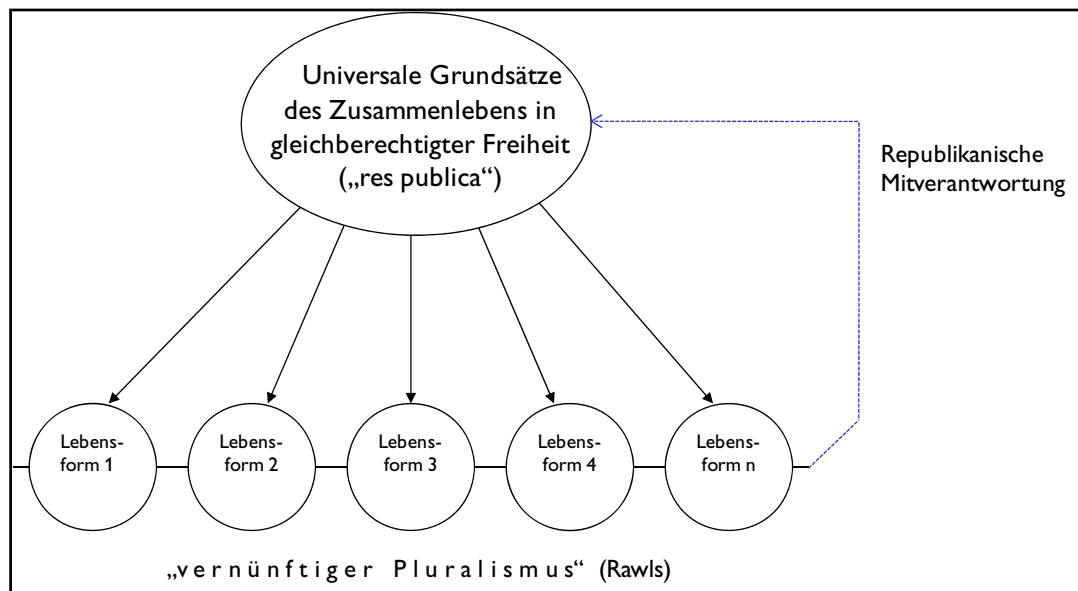 Universale Grundsätze
des Zusammenlebens in
gleichberechtigter Freiheit
(„res publica“)
Republikanische
Mitverantwortung
Lebens-
form 1
Lebens-
form 2
Lebens-
form 3
Lebens-
form 4
Lebens-
form n
„vernünftiger Pluralismus“ (Rawls)